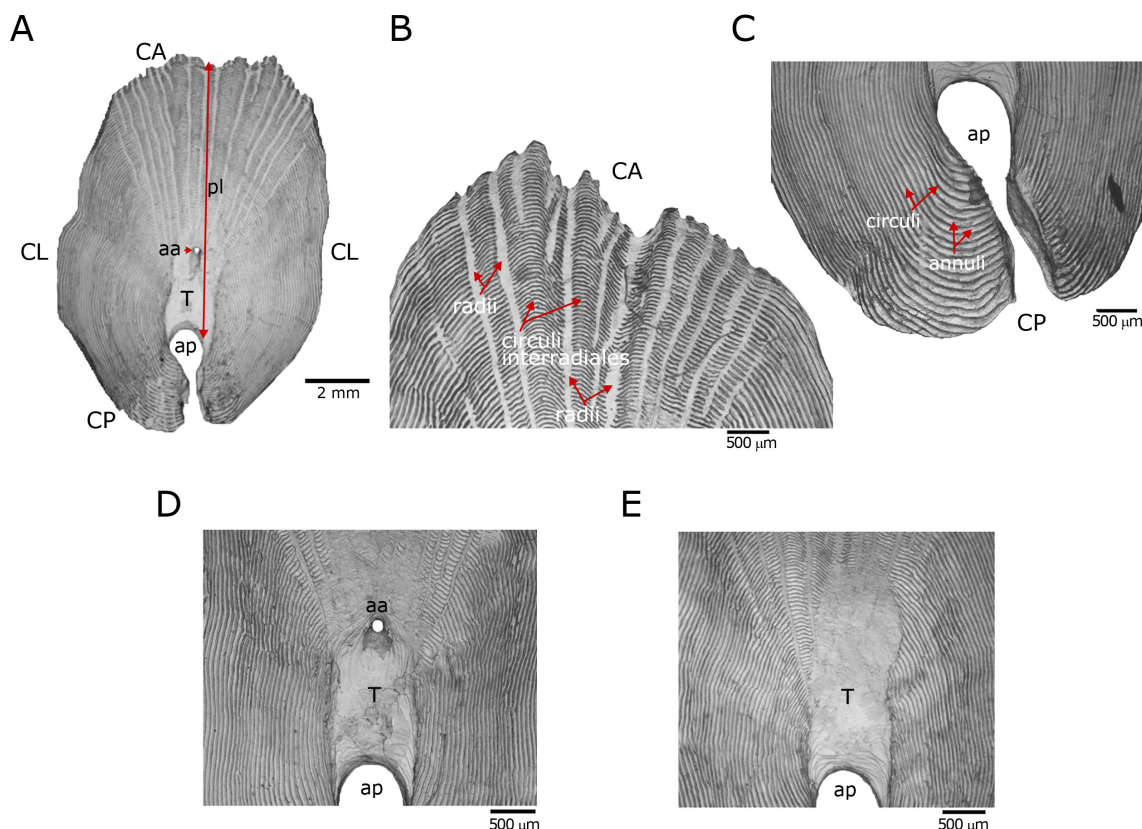 A
CA
pl
aa
CL
CL
T
ap
CP
2 mm
B
CA
radii
circuli
interradiales
radii
500 µm
C
ap
circuli
annuli
CP
500 µm
D
aa
T
ap
500 µm
E
T
ap
500 µm